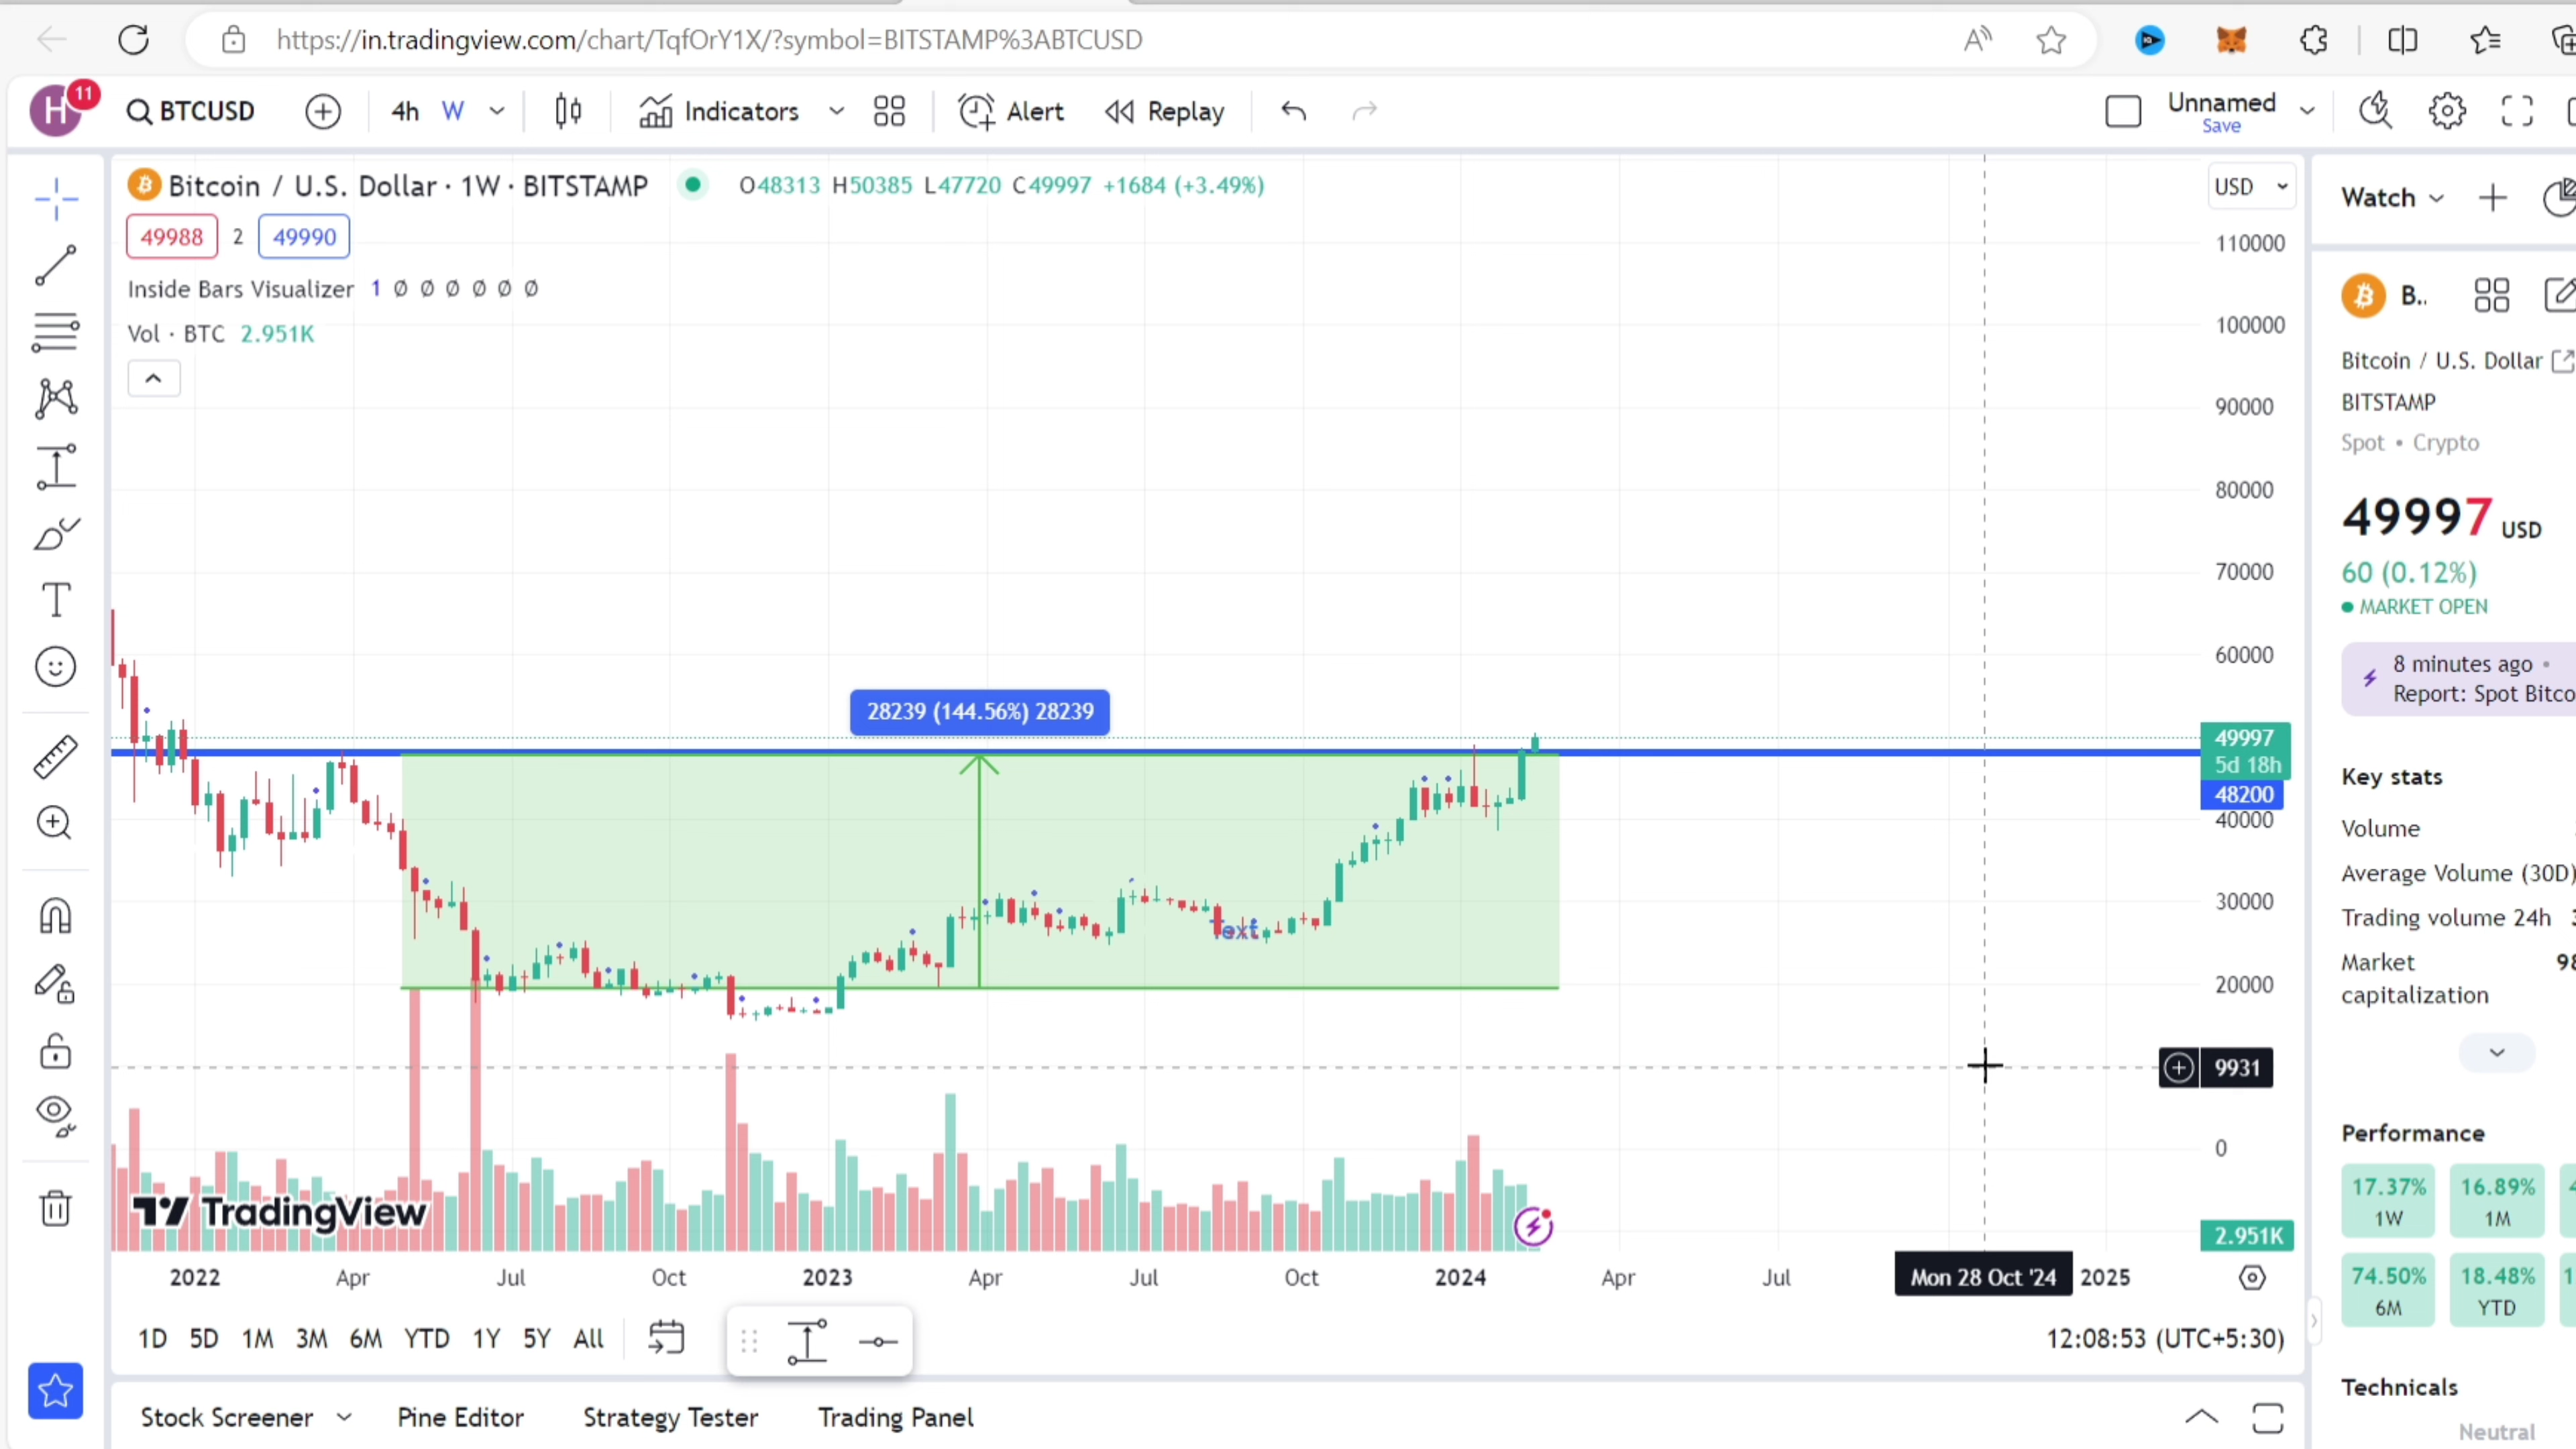 https://in.tradingview.com/chart/TqfOrY1X/?symbol=BITSTAMP%3ABTCUSD
H 11 BTCUSD 4h W Indicators Alert Replay Unnamed
Save
Bitcoin / U.S. Dollar · 1W · BITSTAMP O48313 H50385 L47720 C49997 +1684 (+3.49%)
USD
49988 2 49990
Inside Bars Visualizer 1 Ø Ø Ø Ø Ø Ø
Vol · BTC 2.951K
110000
100000
90000
80000
70000
60000
28239 (144.56%) 28239
49997
5d 18h
48200
40000
30000
Text
20000
9931
0
TradingView
2.951K
2022 Apr Jul Oct 2023 Apr Jul Oct 2024 Apr Jul Mon 28 Oct '24 2025
1D 5D 1M 3M 6M YTD 1Y 5Y All
12:08:53 (UTC+5:30)
Stock Screener Pine Editor Strategy Tester Trading Panel
Watch
B..
Bitcoin / U.S. Dollar
BITSTAMP
Spot • Crypto
49997 USD
60 (0.12%)
MARKET OPEN
8 minutes ago •
Report: Spot Bitco
Key stats
Volume
Average Volume (30D)
Trading volume 24h
Market
capitalization
Performance
17.37% 16.89%
1W 1M
74.50% 18.48%
6M YTD
Technicals
Neutral